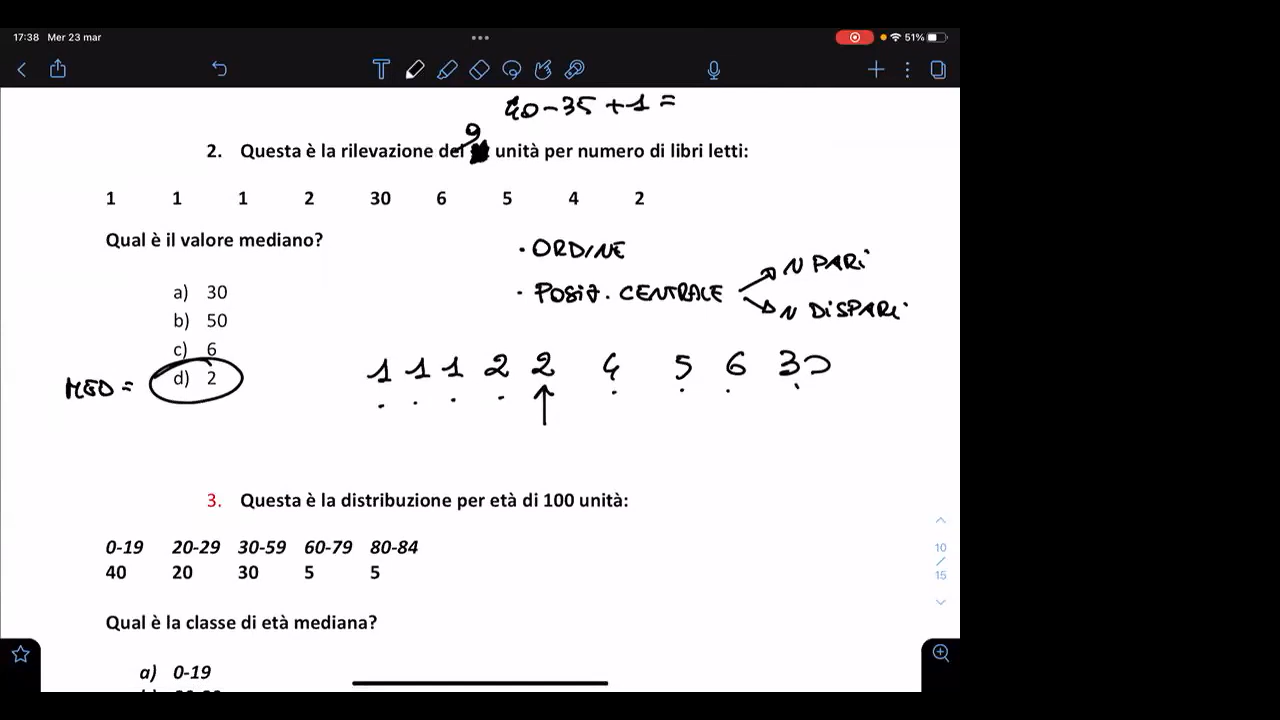 17:38 Mer 23 mar
51%
40-35+1=
9
2. Questa è la rilevazione dei unità per numero di libri letti:
1 1 1 2 30 6 5 4 2
Qual è il valore mediano?
· ORDINE
· POSIZ. CENTRALE
N PARI
N DISPARI
a) 30
b) 50
c) 6
MED = d) 2
1 1 1 2 2 4 5 6 30
3. Questa è la distribuzione per età di 100 unità:
0-19 20-29 30-59 60-79 80-84
40 20 30 5 5
10
/
15
Qual è la classe di età mediana?
a) 0-19